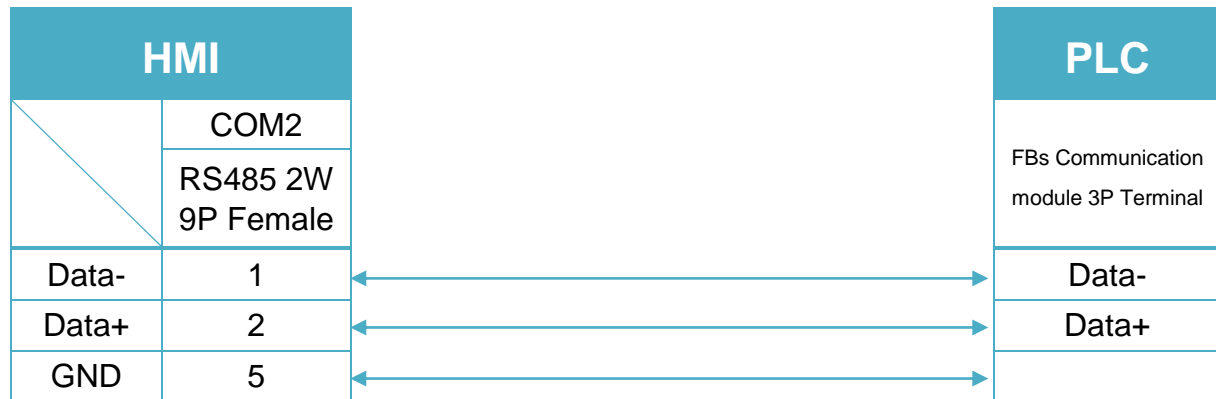 HMI
PLC
COM2
RS485 2W
9P Female
FBs Communication
module 3P Terminal
Data- 1 Data-
Data+ 2 Data+
GND 5